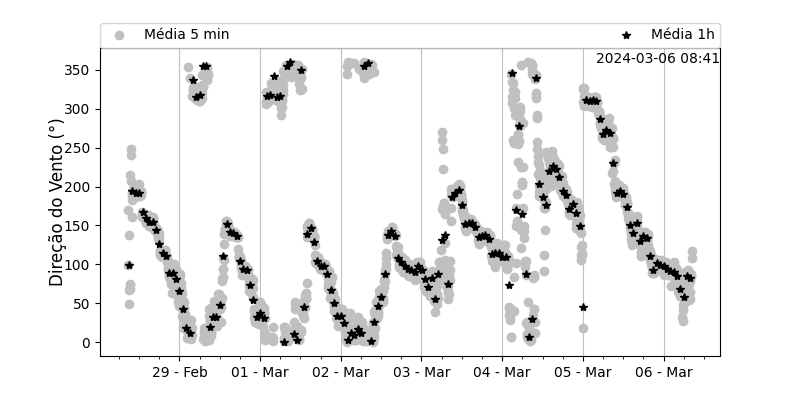 Média 5 min
Média 1h
2024-03-06 08:41
Direção do Vento (°)
350
300
250
200
150
100
50
0
29 - Feb
01 - Mar
02 - Mar
03 - Mar
04 - Mar
05 - Mar
06 - Mar